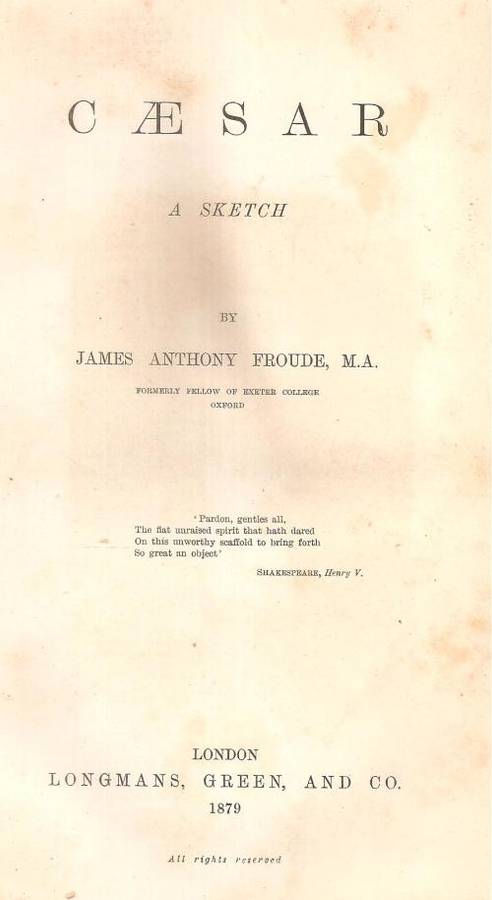 CÆSAR
A SKETCH
BY
JAMES ANTHONY FROUDE, M.A.
FORMERLY FELLOW OF EXETER COLLEGE
OXFORD
'Pardon, gentles all,
The flat unraised spirit that hath dared
On this unworthy scaffold to bring forth
So great an object'
SHAKESPEARE, Henry V.
LONDON
LONGMANS, GREEN, AND CO.
1879
All rights reserved